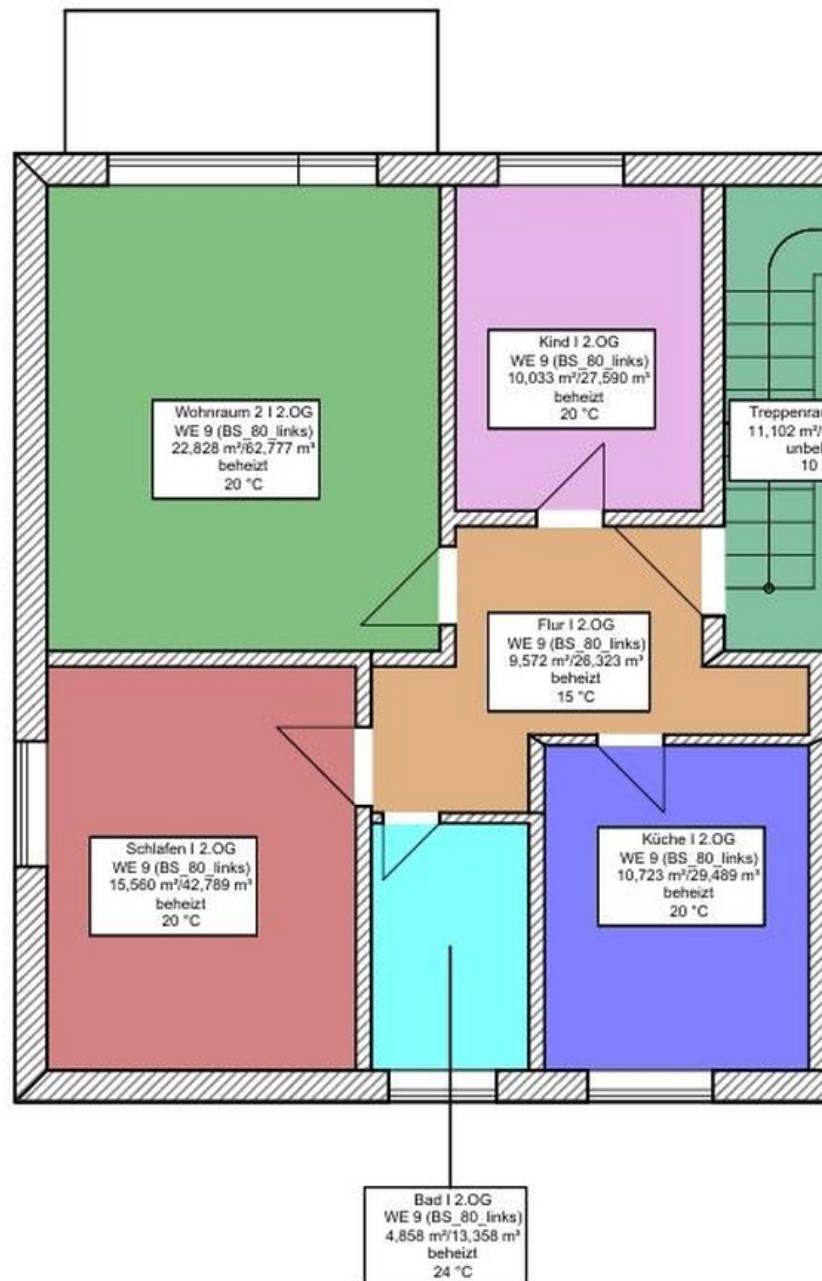 Kind I 2.OG
WE 9 (BS_80_links)
10,033 m²/27,590 m³
beheizt
20 °C
Wohnraum 2 I 2.OG
WE 9 (BS_80_links)
22,828 m²/62,777 m³
beheizt
20 °C
11,102 m²/
10
Flur I 2.OG
WE 9 (BS_80_links)
9,572 m²/26,323 m³
beheizt
15 °C
Schlafen I 2.OG
WE 9 (BS_80_links)
15,560 m²/42,789 m³
beheizt
20 °C
Küche I 2.OG
WE 9 (BS_80_links)
10,723 m²/29,489 m³
beheizt
20 °C
Bad I 2.OG
WE 9 (BS_80_links)
4,858 m²/13,358 m³
beheizt
24 °C